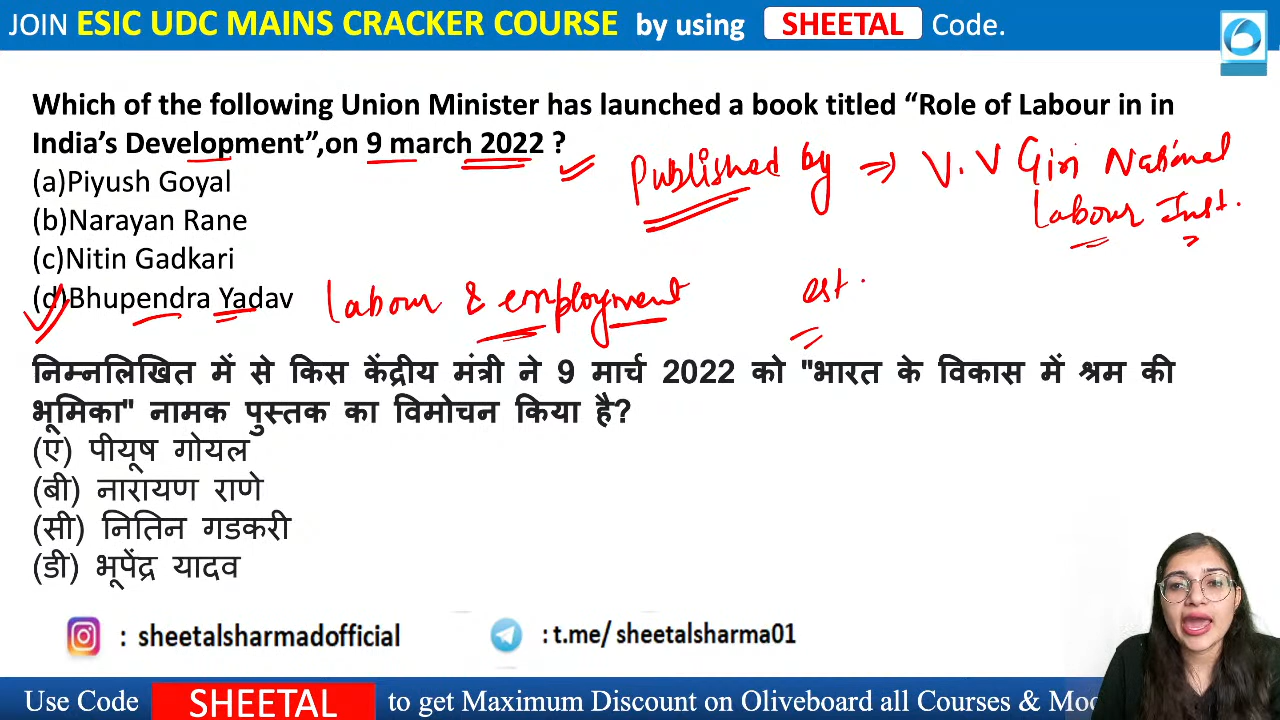 JOIN ESIC UDC MAINS CRACKER COURSE by using SHEETAL Code.
Which of the following Union Minister has launched a book titled “Role of Labour in in
India’s Development”,on 9 march 2022 ?
Published by ⇒ V.V Giri National
Labour Inst.
(a)Piyush Goyal
(b)Narayan Rane
(c)Nitin Gadkari
(d)Bhupendra Yadav labour & employment est.
निम्नलिखित में से किस केंद्रीय मंत्री ने 9 मार्च 2022 को "भारत के विकास में श्रम की
भूमिका" नामक पुस्तक का विमोचन किया है?
(ए) पीयूष गोयल
(बी) नारायण राणे
(सी) नितिन गडकरी
(डी) भूपेंद्र यादव
: sheetalsharmadofficial : t.me/ sheetalsharma01
Use Code SHEETAL to get Maximum Discount on Oliveboard all Courses & Moc